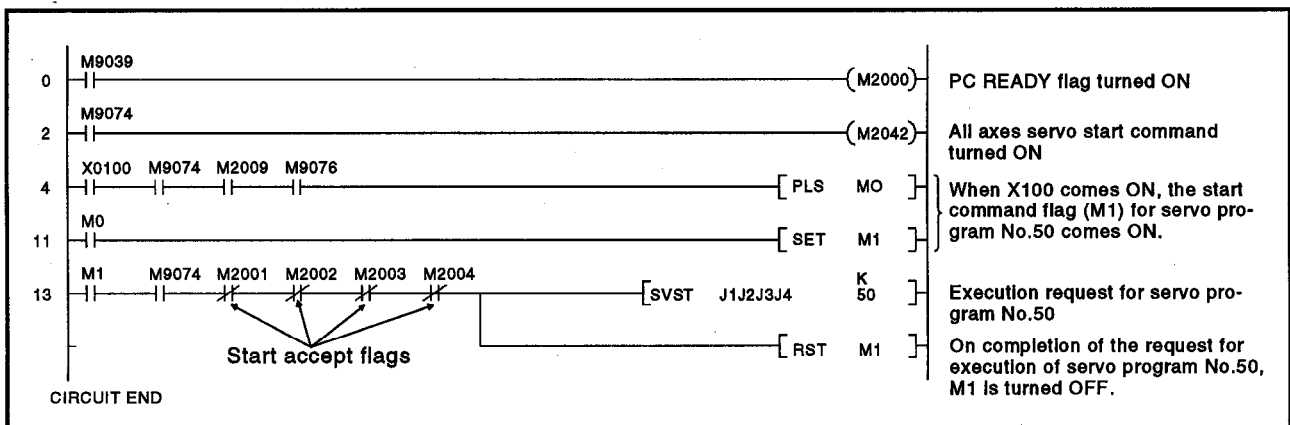 M9039
0 (M2000) PC READY flag turned ON
M9074
2 (M2042) All axes servo start command
turned ON
X0100 M9074 M2009 M9076
4 PLS MO When X100 comes ON, the start
command flag (M1) for servo pro-
gram No.50 comes ON.
M0
11 SET M1
M1 M9074 M2001 M2002 M2003 M2004
13 SVST J1J2J3J4 K
50 Execution request for servo pro-
gram No.50
Start accept flags
RST M1 On completion of the request for
execution of servo program No.50,
M1 is turned OFF.
CIRCUIT END